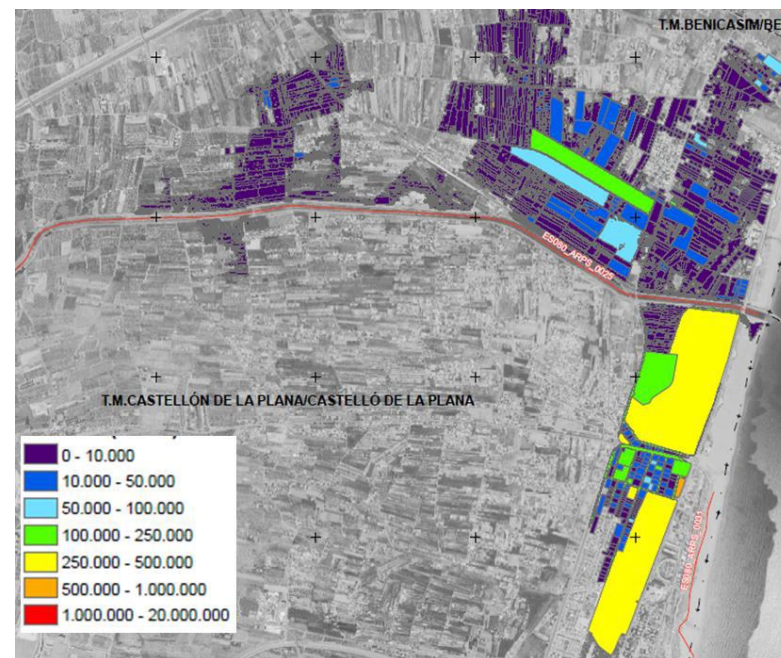 T.M.BENICASIM/BE
ES080_ARPS_0025
T.M.CASTELLÓN DE LA PLANA/CASTELLÓ DE LA PLANA
0 - 10.000
10.000 - 50.000
50.000 - 100.000
100.000 - 250.000
250.000 - 500.000
500.000 - 1.000.000
1.000.000 - 20.000.000